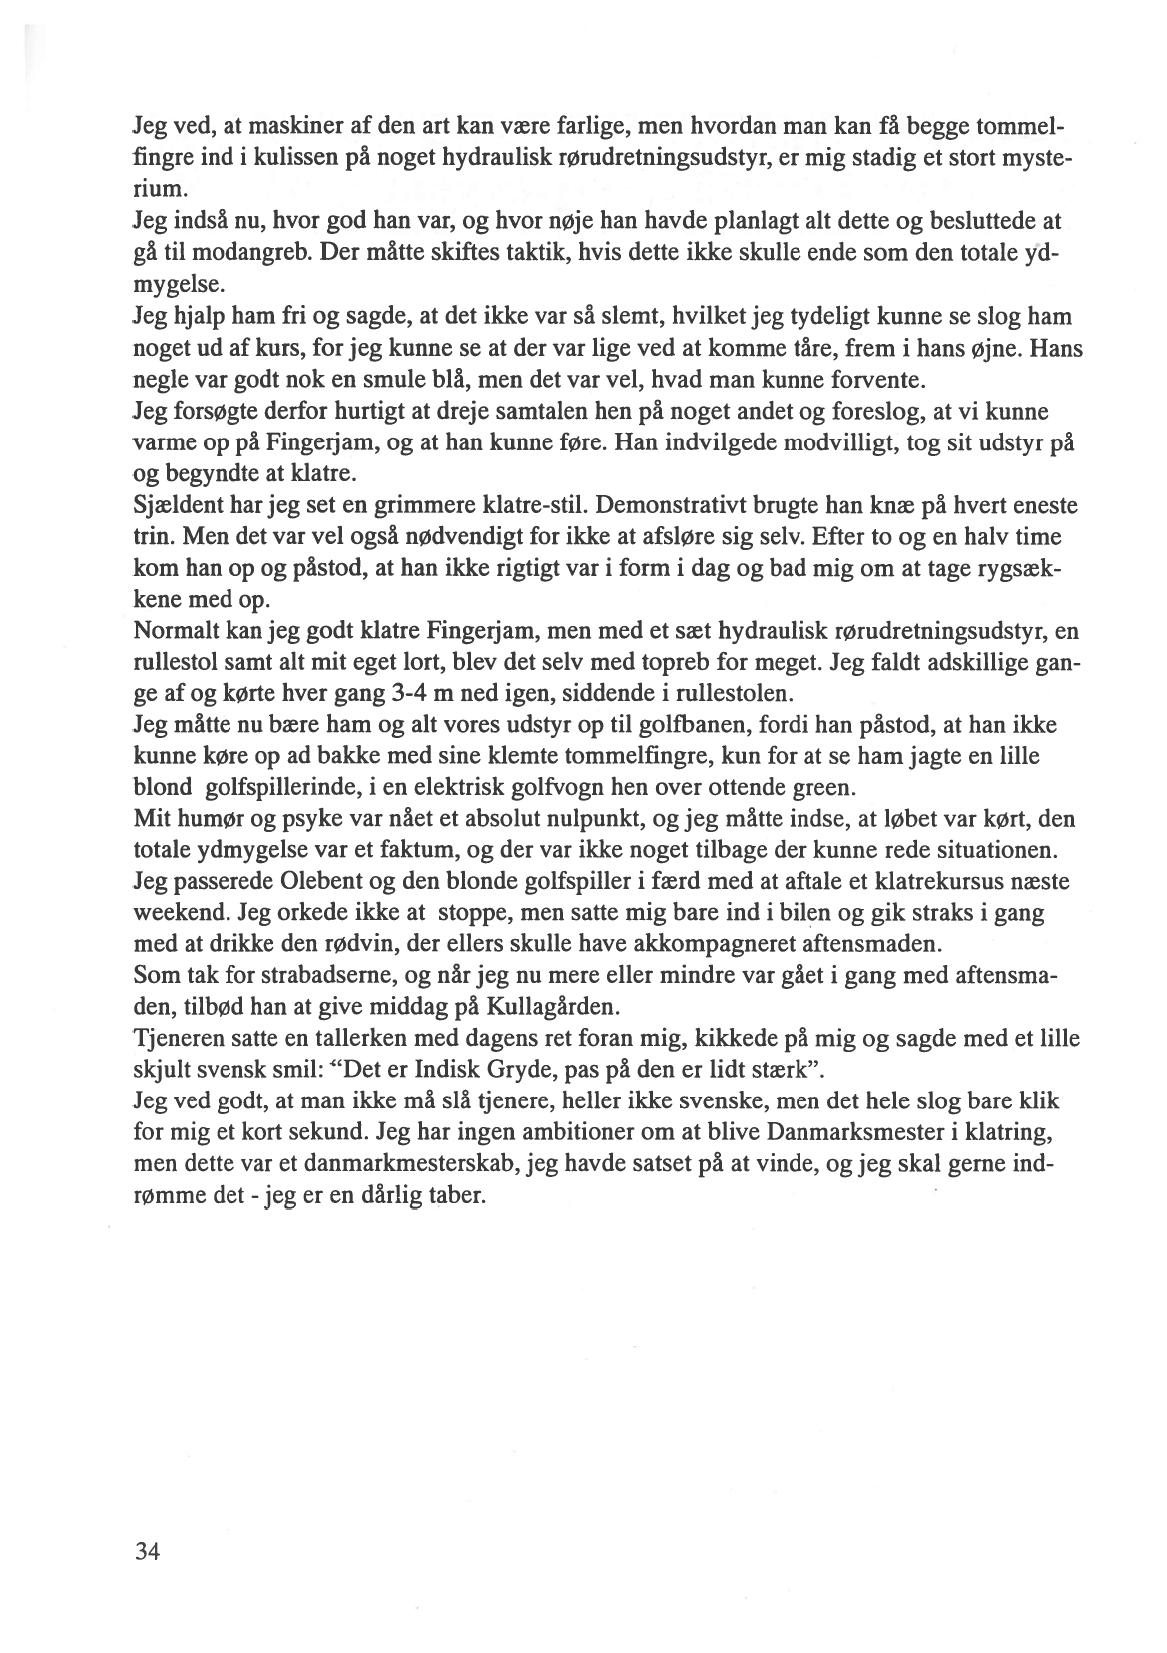 Jeg ved, at maskiner af den art kan være farlige, men hvordan man kan få begge tommel-
fingre ind i kulissen på noget hydraulisk rørudretningsudstyr, er mig stadig et stort myste-
rium.
Jeg indså nu, hvor god han var, og hvor nøje han havde planlagt alt dette og besluttede at
gå til modangreb. Der måtte skiftes taktik, hvis dette ikke skulle ende som den totale yd-
mygelse.
Jeg hjalp ham fri og sagde, at det ikke var så slemt, hvilket jeg tydeligt kunne se slog ham
noget ud af kurs, for jeg kunne se at der var lige ved at komme tåre, frem i hans øjne. Hans
negle var godt nok en smule blå, men det var vel, hvad man kunne forvente.
Jeg forsøgte derfor hurtigt at dreje samtalen hen på noget andet og foreslog, at vi kunne
varme op på Fingerjam, og at han kunne føre. Han indvilgede modvilligt, tog sit udstyr på
og begyndte at klatre.
Sjældent har jeg set en grimmere klatre-stil. Demonstrativt brugte han knæ på hvert eneste
trin. Men det var vel også nødvendigt for ikke at afsløre sig selv. Efter to og en halv time
kom han op og påstod, at han ikke rigtigt var i form i dag og bad mig om at tage rygsæk-
kene med op.
Normalt kan jeg godt klatre Fingerjam, men med et sæt hydraulisk rørudretningsudstyr, en
rullestol samt alt mit eget lort, blev det selv med topreb for meget. Jeg faldt adskillige gan-
ge af og kørte hver gang 3-4 m ned igen, siddende i rullestolen.
Jeg måtte nu bære ham og alt vores udstyr op til golfbanen, fordi han påstod, at han ikke
kunne køre op ad bakke med sine klemte tommelfingre, kun for at se ham jagte en lille
blond  golfspillerinde, i en elektrisk golfvogn hen over ottende green.
Mit humør og psyke var nået et absolut nulpunkt, og jeg måtte indse, at løbet var kørt, den
totale ydmygelse var et faktum, og der var ikke noget tilbage der kunne rede situationen.
Jeg passerede Olebent og den blonde golfspiller i færd med at aftale et klatrekursus næste
weekend. Jeg orkede ikke at  stoppe, men satte mig bare ind i bilen og gik straks i gang
med at drikke den rødvin, der ellers skulle have akkompagneret aftensmaden.
Som tak for strabadserne, og når jeg nu mere eller mindre var gået i gang med aftensma-
den, tilbød han at give middag på Kullagården.
Tjeneren satte en tallerken med dagens ret foran mig, kikkede på mig og sagde med et lille
skjult svensk smil: “Det er Indisk Gryde, pas på den er lidt stærk”.
Jeg ved godt, at man ikke må slå tjenere, heller ikke svenske, men det hele slog bare klik
for mig et kort sekund. Jeg har ingen ambitioner om at blive Danmarksmester i klatring,
men dette var et danmarkmesterskab, jeg havde satset på at vinde, og jeg skal gerne ind-
rømme det - jeg er en dårlig taber.
34